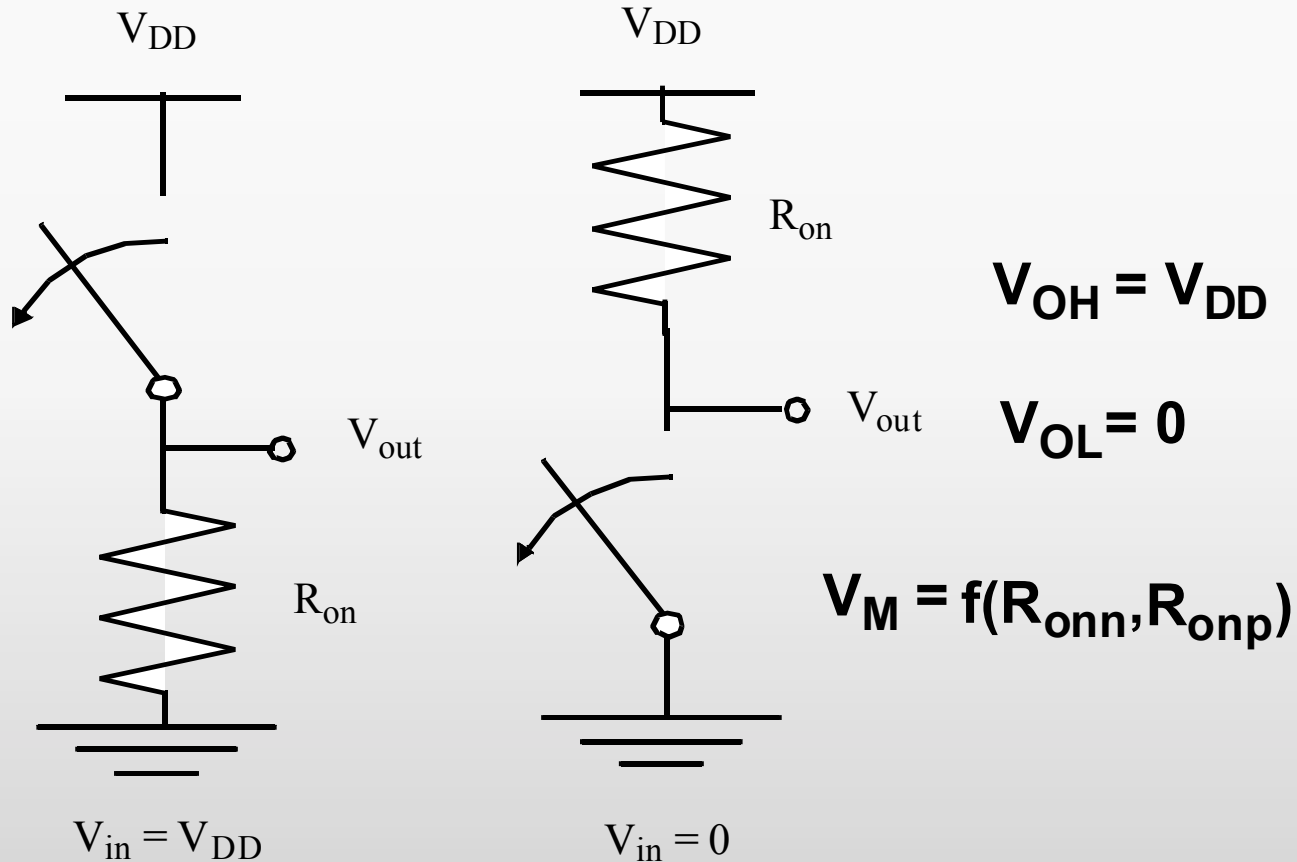 V_DD
V_DD
R_on
V_OH = V_DD
V_out
V_out
V_OL = 0
R_on
V_M = f(R_onn, R_onp)
V_in = V_DD
V_in = 0